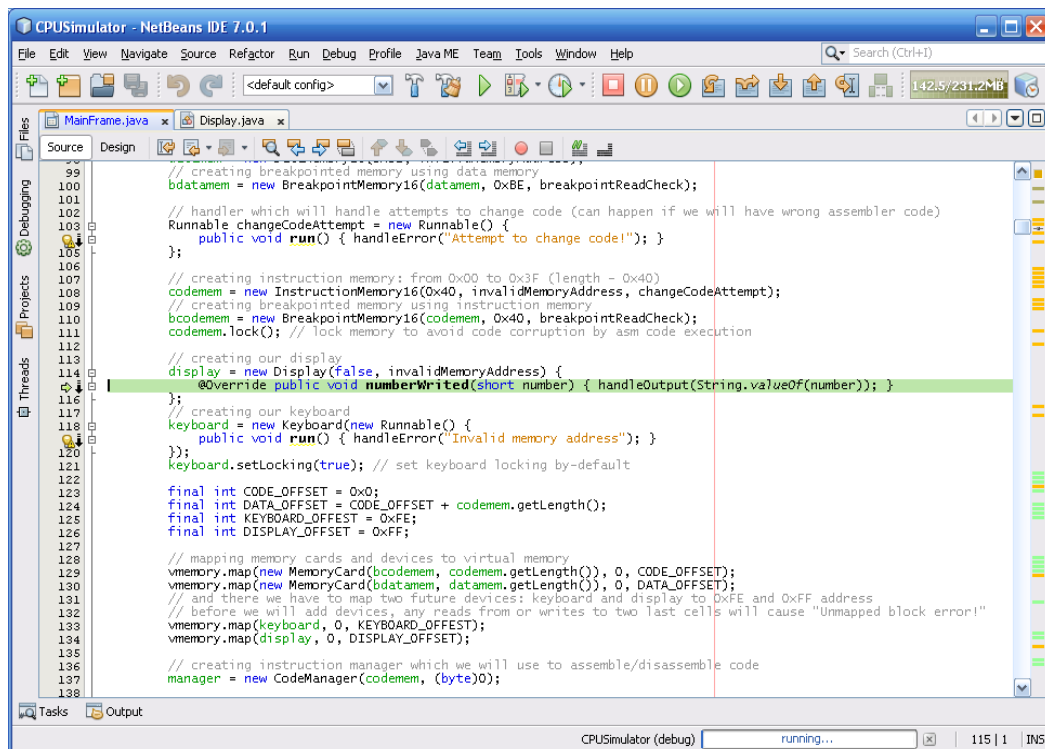 CPUSimulator - NetBeans IDE 7.0.1
File Edit View Navigate Source Refactor Run Debug Profile Java ME Team Tools Window Help Search (Ctrl+I)
<default config> 142.5/231.2MB
MainFrame.java x Display.java x
Source Design
Files
Debugging
Projects
Threads
99 // creating breakpointed memory using data memory
100 bdatamem = new BreakpointMemory16(datamem, 0xBE, breakpointReadCheck);
101
102 // handler which will handle attempts to change code (can happen if we will have wrong assembler code)
103 Runnable changeCodeAttempt = new Runnable() {
public void run() { handleError("Attempt to change code!"); }
105 };
106
107 // creating instruction memory: from 0x00 to 0x3F (length - 0x40)
108 codemem = new InstructionMemory16(0x40, invalidMemoryAddress, changeCodeAttempt);
109 // creating breakpointed memory using instruction memory
110 bcodemem = new BreakpointMemory16(codemem, 0x40, breakpointReadCheck);
111 codemem.lock(); // lock memory to avoid code corruption by asm code execution
112
113 // creating our display
114 display = new Display(false, invalidMemoryAddress) {
@Override public void numberWrited(short number) { handleOutput(String.valueOf(number)); }
116 };
117 // creating our keyboard
118 keyboard = new Keyboard(new Runnable() {
public void run() { handleError("Invalid memory address"); }
120 });
121 keyboard.setLocking(true); // set keyboard locking by-default
122
123 final int CODE_OFFSET = 0x0;
124 final int DATA_OFFSET = CODE_OFFSET + codemem.getLength();
125 final int KEYBOARD_OFFEST = 0xFE;
126 final int DISPLAY_OFFSET = 0xFF;
127
128 // mapping memory cards and devices to virtual memory
129 vmemory.map(new MemoryCard(bcodemem, codemem.getLength()), 0, CODE_OFFSET);
130 vmemory.map(new MemoryCard(bdatamem, datamem.getLength()), 0, DATA_OFFSET);
131 // and there we have to map two future devices: keyboard and display to 0xFE and 0xFF address
132 // before we will add devices, any reads from or writes to two last cells will cause "Unmapped block error!"
133 vmemory.map(keyboard, 0, KEYBOARD_OFFEST);
134 vmemory.map(display, 0, DISPLAY_OFFSET);
135
136 // creating instruction manager which we will use to assemble/disassemble code
137 manager = new CodeManager(codemem, (byte)0);
138
Tasks Output
CPUSimulator (debug) running... 115 | 1 INS